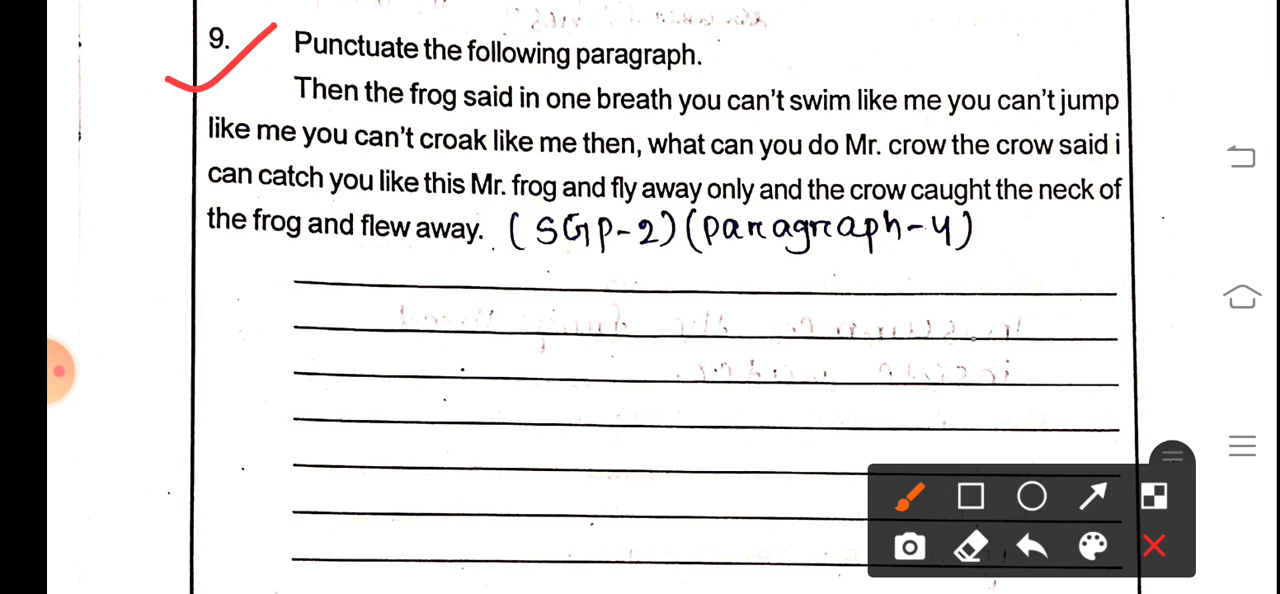 9. Punctuate the following paragraph.
Then the frog said in one breath you can't swim like me you can't jump
like me you can't croak like me then, what can you do Mr. crow the crow said i
can catch you like this Mr. frog and fly away only and the crow caught the neck of
the frog and flew away. (SGP-2) (Paragraph-4)